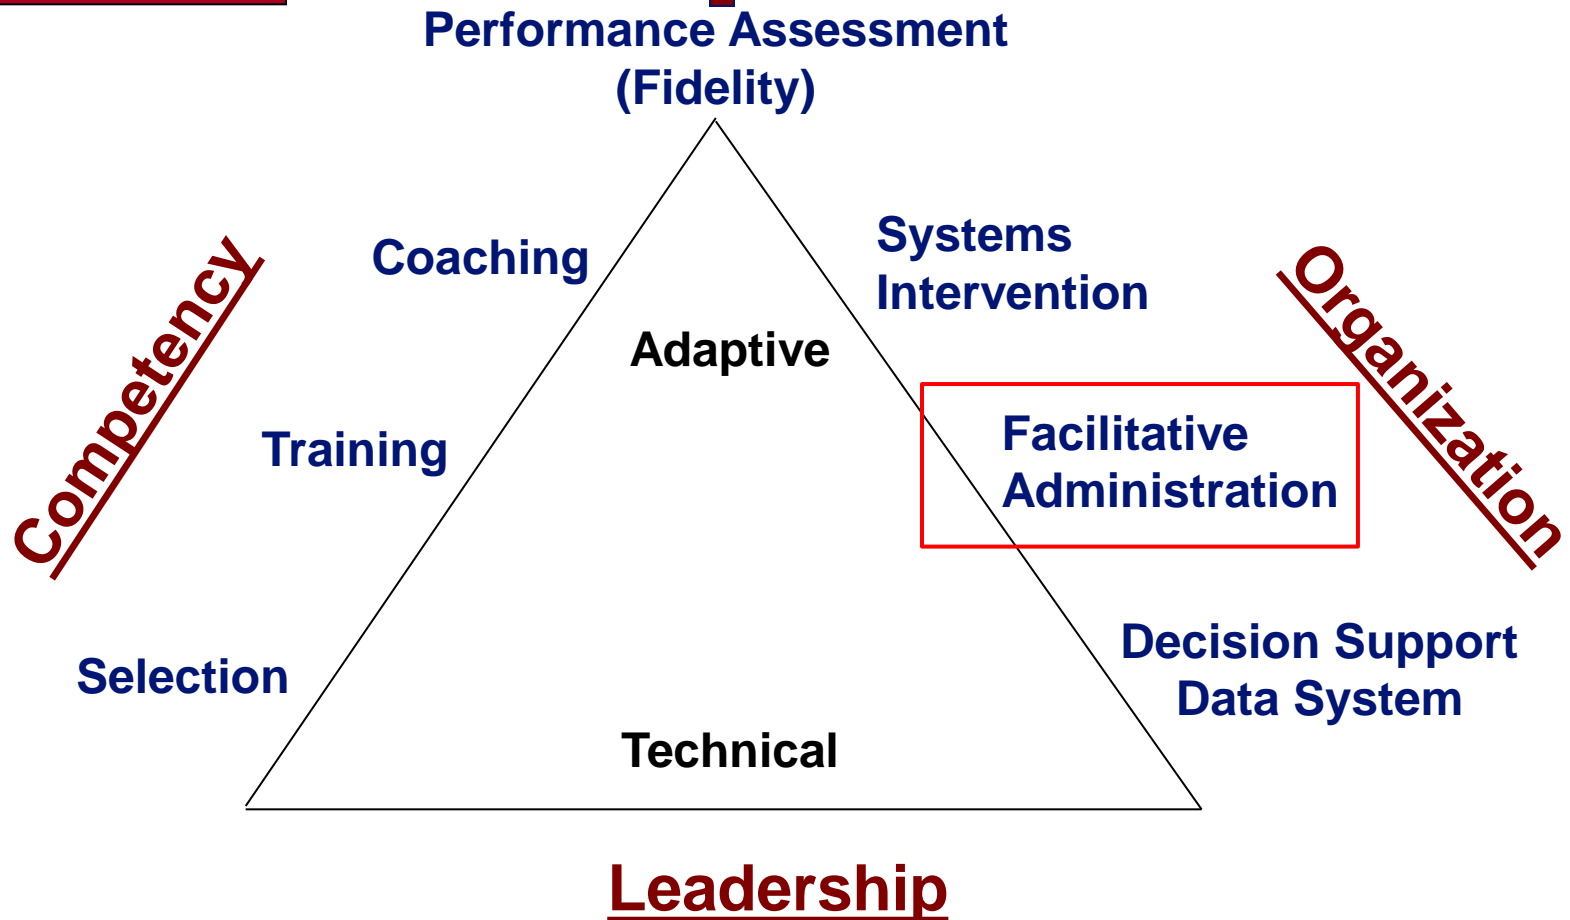 Performance Assessment
(Fidelity)
Coaching
Systems
Intervention
Adaptive
Competency
Organization
Training
Facilitative
Administration
Selection
Decision Support
Data System
Technical
Leadership